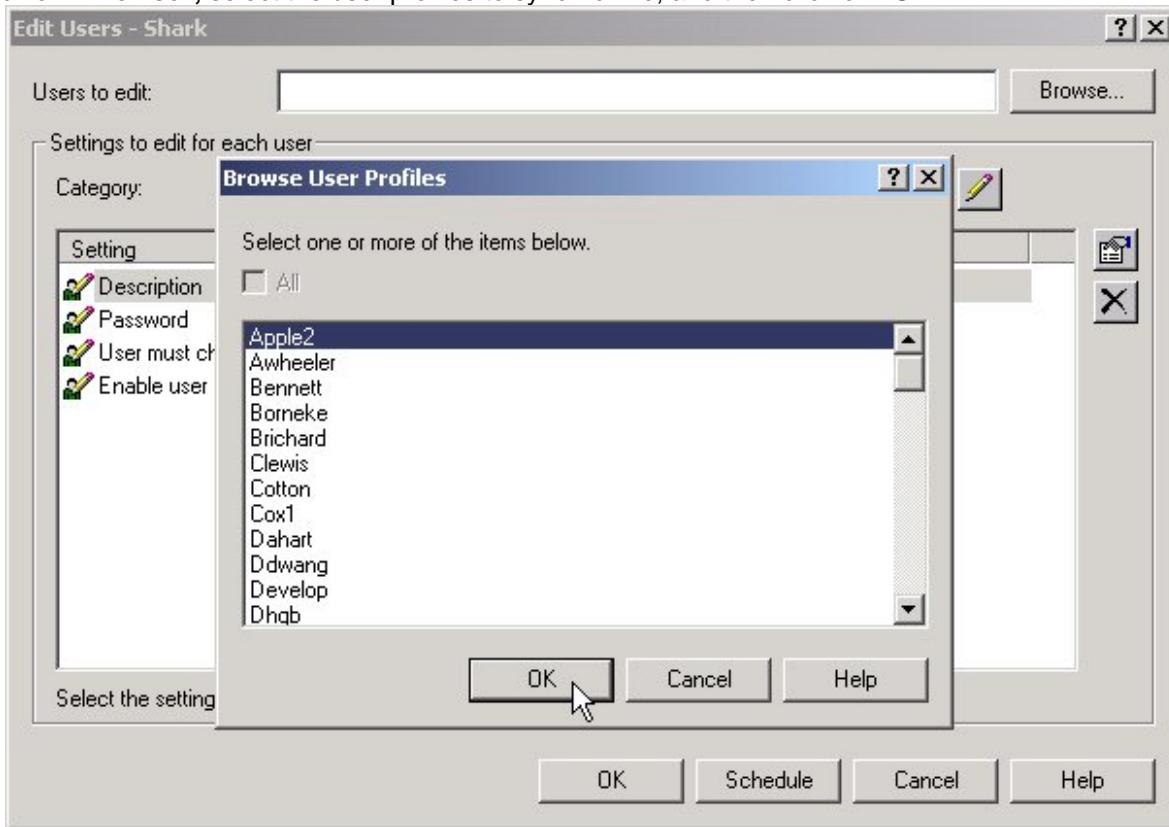 Edit Users - Shark
Users to edit:
Browse...
Settings to edit for each user
Category:
Browse User Profiles
Select one or more of the items below.
All
Setting
Description
Password
User must ch
Enable user
Apple2
Awheeler
Bennett
Borneke
Brichard
Clewis
Cotton
Cox1
Dahart
Ddwang
Develop
Dhqb
OK
Cancel
Help
Select the setting
OK
Schedule
Cancel
Help